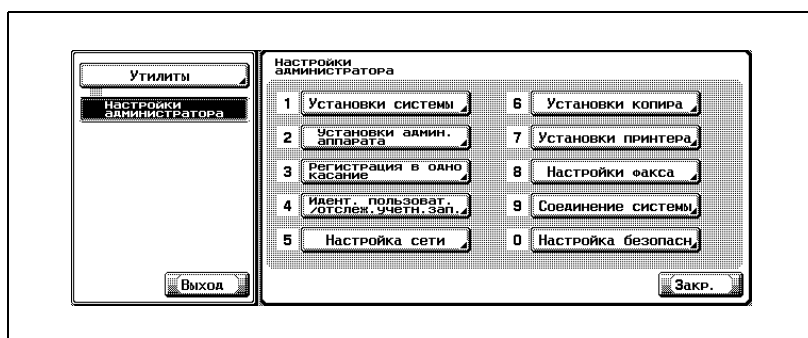 Утилиты
Настройки
администратора
Выход
Настройки
администратора
1 Установки системы
2 Установки админ.
аппарата
3 Регистрация в одно
касание
4 Идент. пользоват.
/отслеж.учетн.зап.
5 Настройка сети
6 Установки копира
7 Установки принтера
8 Настройки факса
9 Соединение системы
0 Настройка безопасн
Закр.